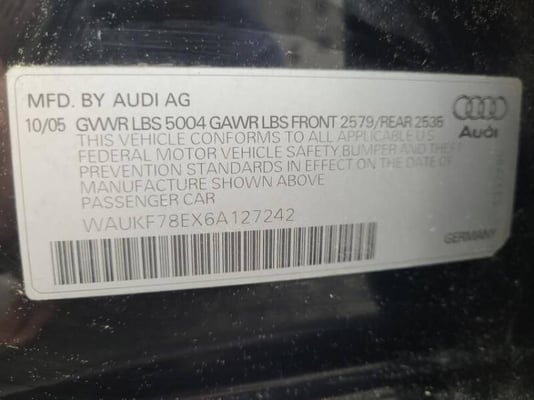 MFD. BY AUDI AG
10/05 GVWR LBS 5004 GAWR LBS FRONT 2579/REAR 2535
THIS VEHICLE CONFORMS TO ALL APPLICABLE U.S.
FEDERAL MOTOR VEHICLE SAFETY BUMPER AND THEFT
PREVENTION STANDARDS IN EFFECT ON THE DATE OF
MANUFACTURE SHOWN ABOVE
PASSENGER CAR
WAUKF78EX6A127242
Audi
GERMANY